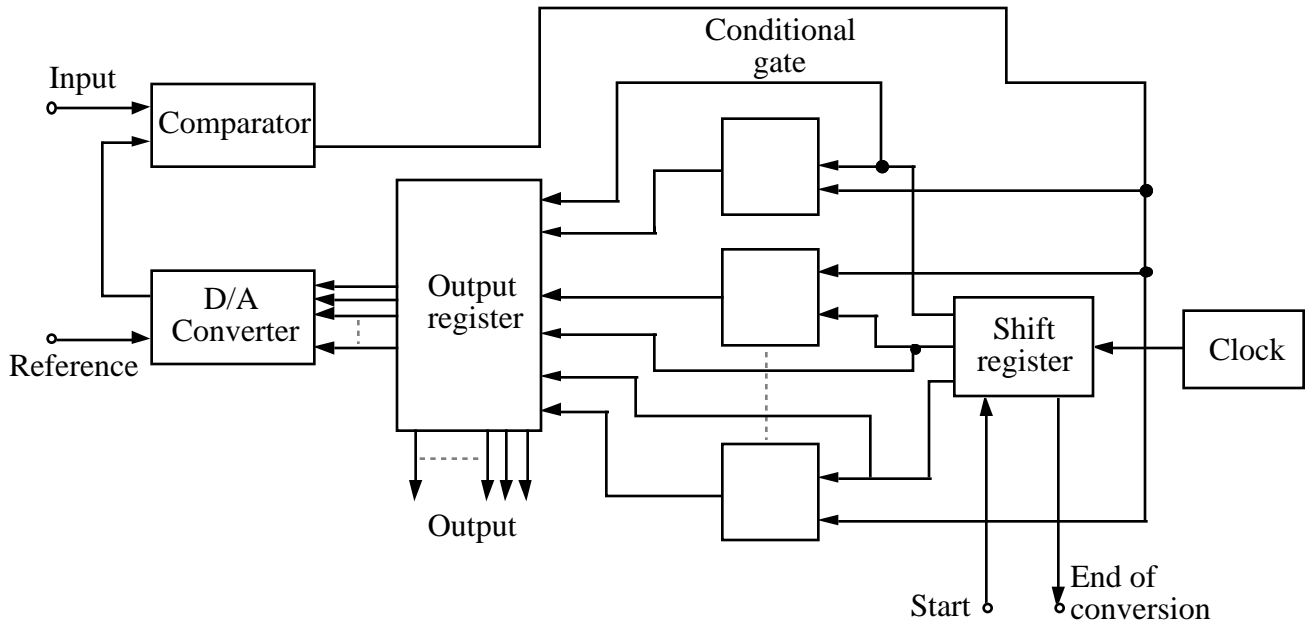 Conditional
gate
Input
Comparator
D/A
Converter
Reference
Output
register
Output
Shift
register
Clock
Start
End of
conversion